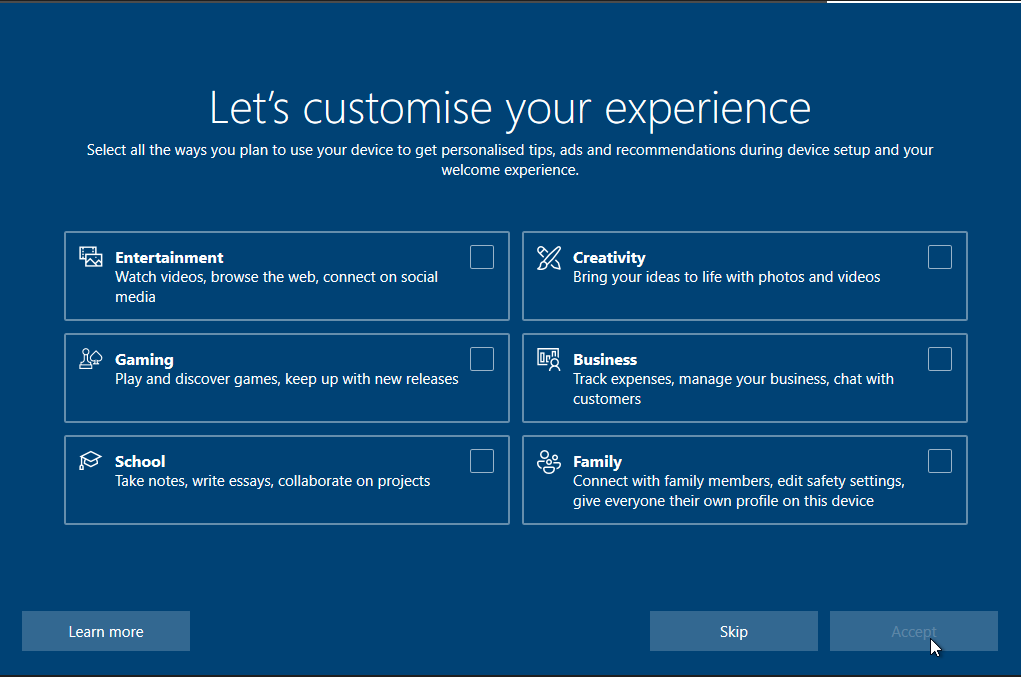 Let's customise your experience
Select all the ways you plan to use your device to get personalised tips, ads and recommendations during device setup and your
welcome experience.
Entertainment
Watch videos, browse the web, connect on social
media
Creativity
Bring your ideas to life with photos and videos
Gaming
Play and discover games, keep up with new releases
Business
Track expenses, manage your business, chat with
customers
School
Take notes, write essays, collaborate on projects
Family
Connect with family members, edit safety settings,
give everyone their own profile on this device
Learn more
Skip
Accept